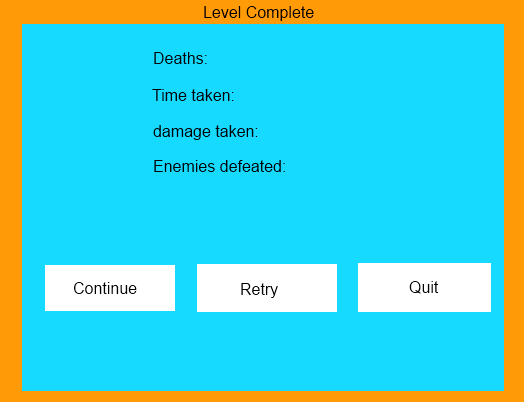 Level Complete
Deaths:
Time taken:
damage taken:
Enemies defeated:
Continue Retry Quit